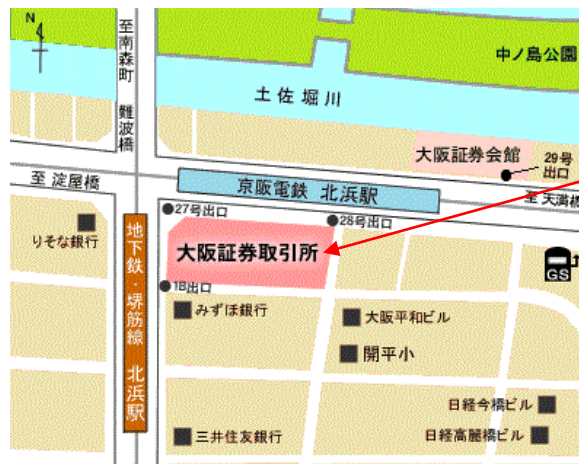 N
至南森町
難波橋
中ノ島公園
土佐堀川
大阪証券会館
29号
出口
至 淀屋橋
京阪電鉄 北浜駅
至 天満橋
27号出口
28号出口
りそな銀行
大阪証券取引所
地下鉄・堺筋線 北浜駅
GS
1B出口
みずほ銀行
大阪平和ビル
開平小
日経今橋ビル
三井住友銀行
日経高麗橋ビル